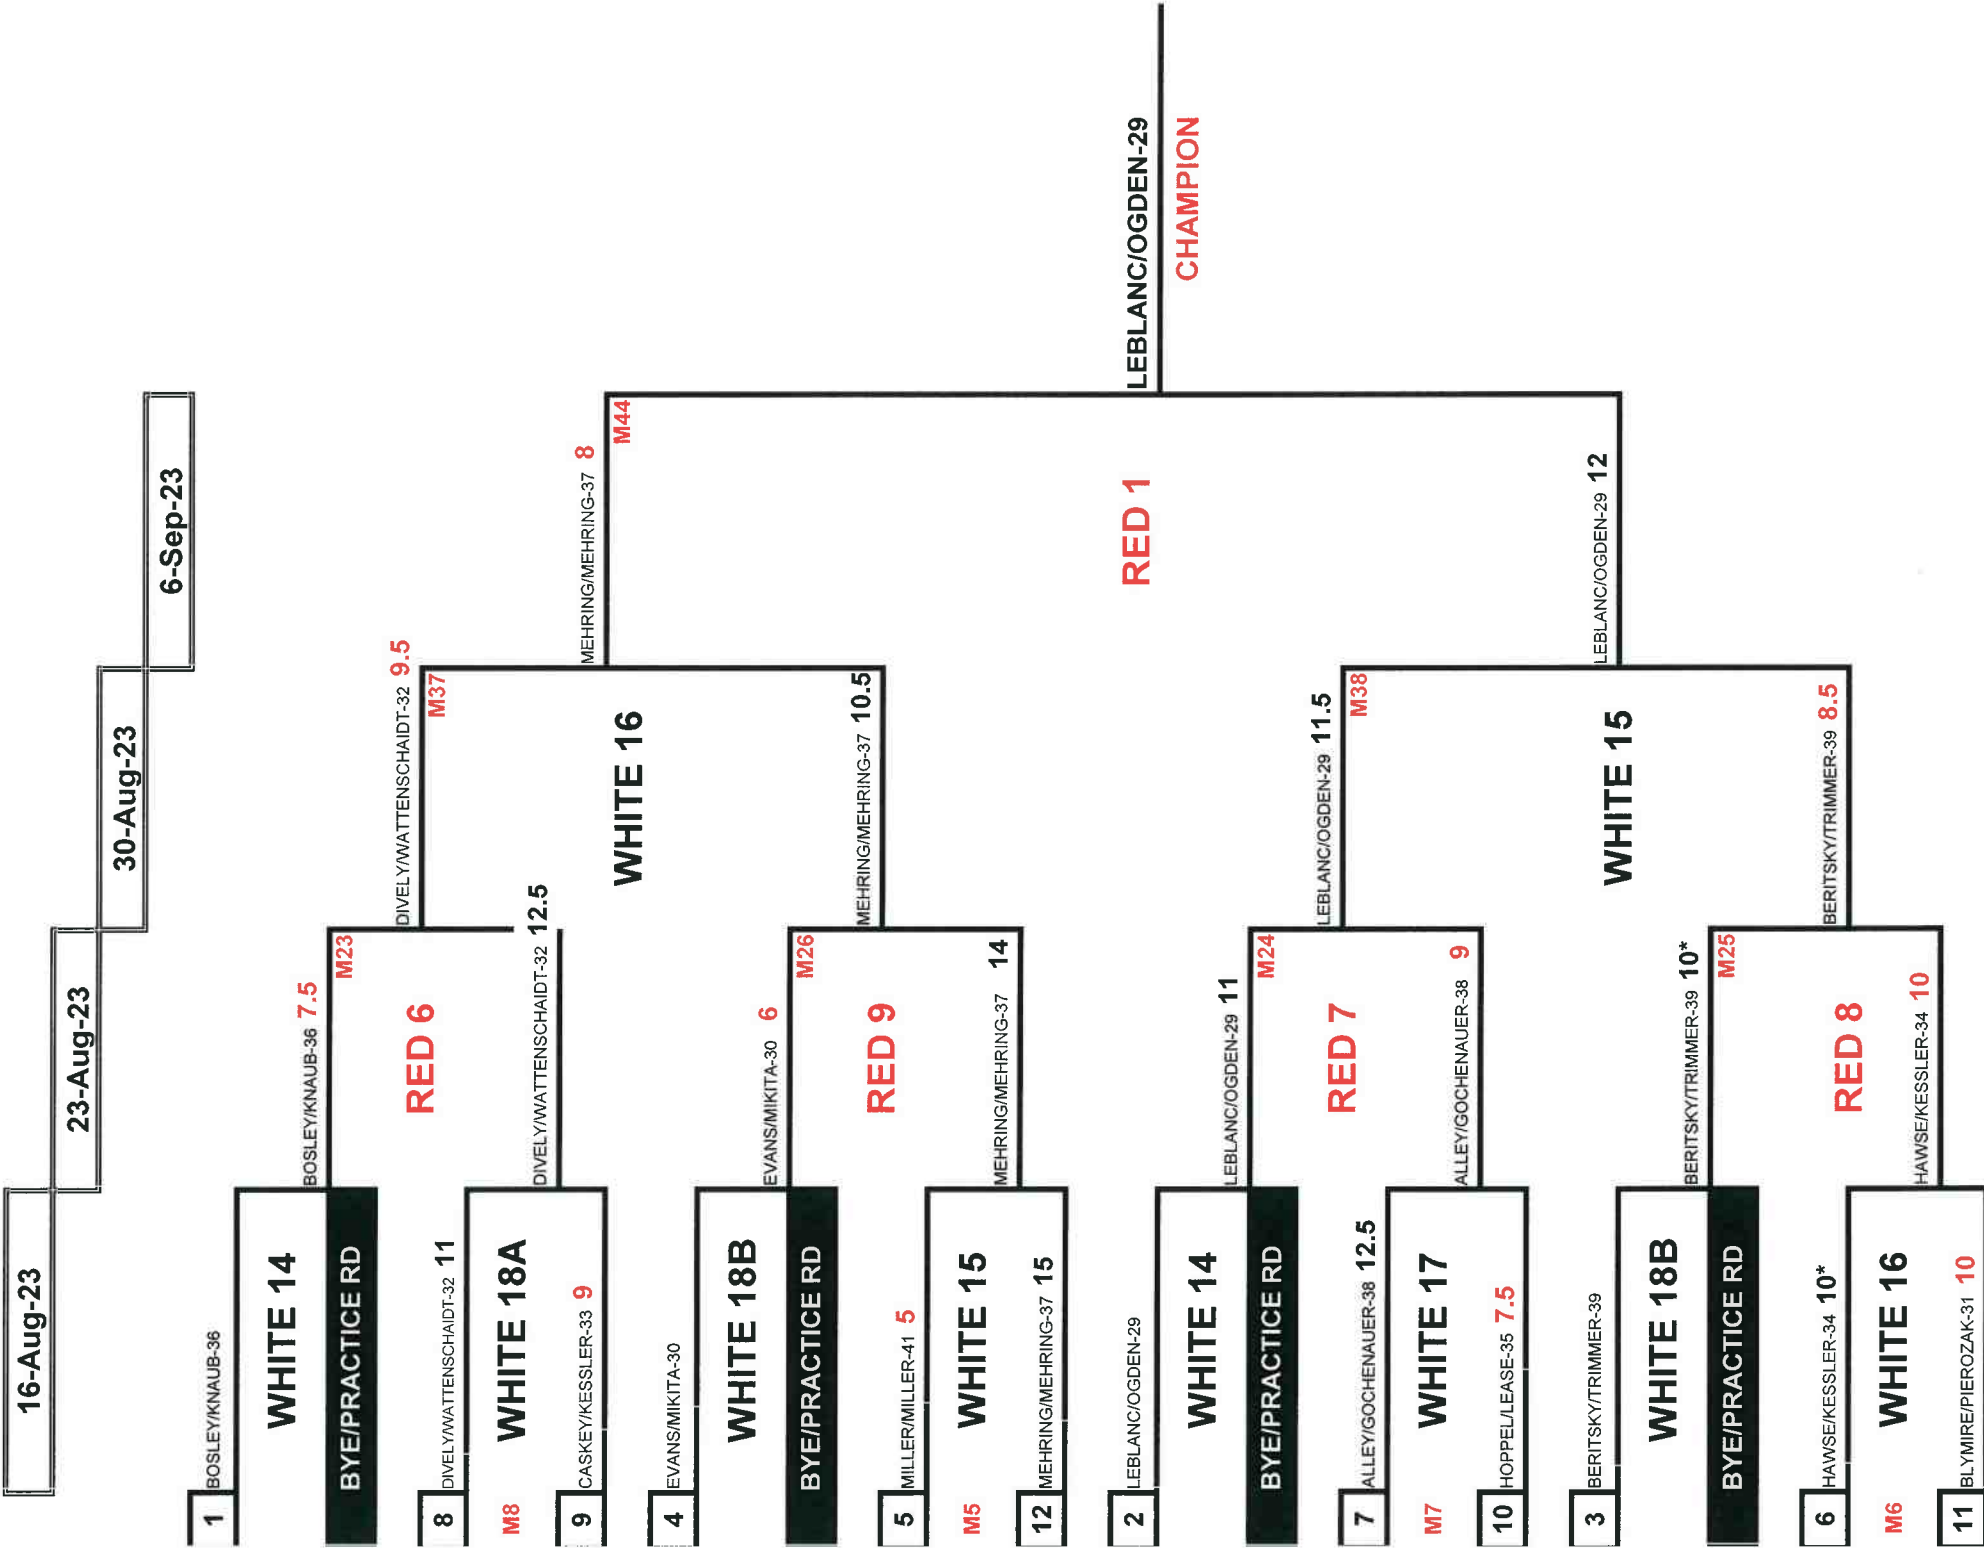 16-Aug-23
23-Aug-23
30-Aug-23
6-Sep-23
1 BOSLEY/KNAUB-36
WHITE 14
BYE/PRACTICE RD
8 DIVELY/WATTENSCHAIDT-32 11
M8 WHITE 18A
9 CASKEY/KESSLER-33 9
4 EVANS/MIKITA-30
WHITE 18B
BYE/PRACTICE RD
5 MILLER/MILLER-41 5
M5 WHITE 15
12 MEHRING/MEHRING-37 15
2 LEBLANC/OGDEN-29
WHITE 14
BYE/PRACTICE RD
7 ALLEY/GOCHENAUER-38 12.5
M7 WHITE 17
10 HOPPEL/LEASE-35 7.5
3 BERITSKY/TRIMMER-39
WHITE 18B
BYE/PRACTICE RD
6 HAWSE/KESSLER-34 10*
M6 WHITE 16
11 BLYMIRE/PIEROZAK-31 10
BOSLEY/KNAUB-36 7.5
M23
RED 6
DIVELY/WATTENSCHAIDT-32 12.5
EVANS/MIKITA-30 6
M26
RED 9
MEHRING/MEHRING-37 14
LEBLANC/OGDEN-29 11
M24
RED 7
ALLEY/GOCHENAUER-38 9
BERITSKY/TRIMMER-39 10*
M25
RED 8
HAWSE/KESSLER-34 10
DIVELY/WATTENSCHAIDT-32 9.5
M37
WHITE 16
MEHRING/MEHRING-37 10.5
LEBLANC/OGDEN-29 11.5
M38
WHITE 15
BERITSKY/TRIMMER-39 8.5
MEHRING/MEHRING-37 8
M44
RED 1
LEBLANC/OGDEN-29 12
LEBLANC/OGDEN-29
CHAMPION